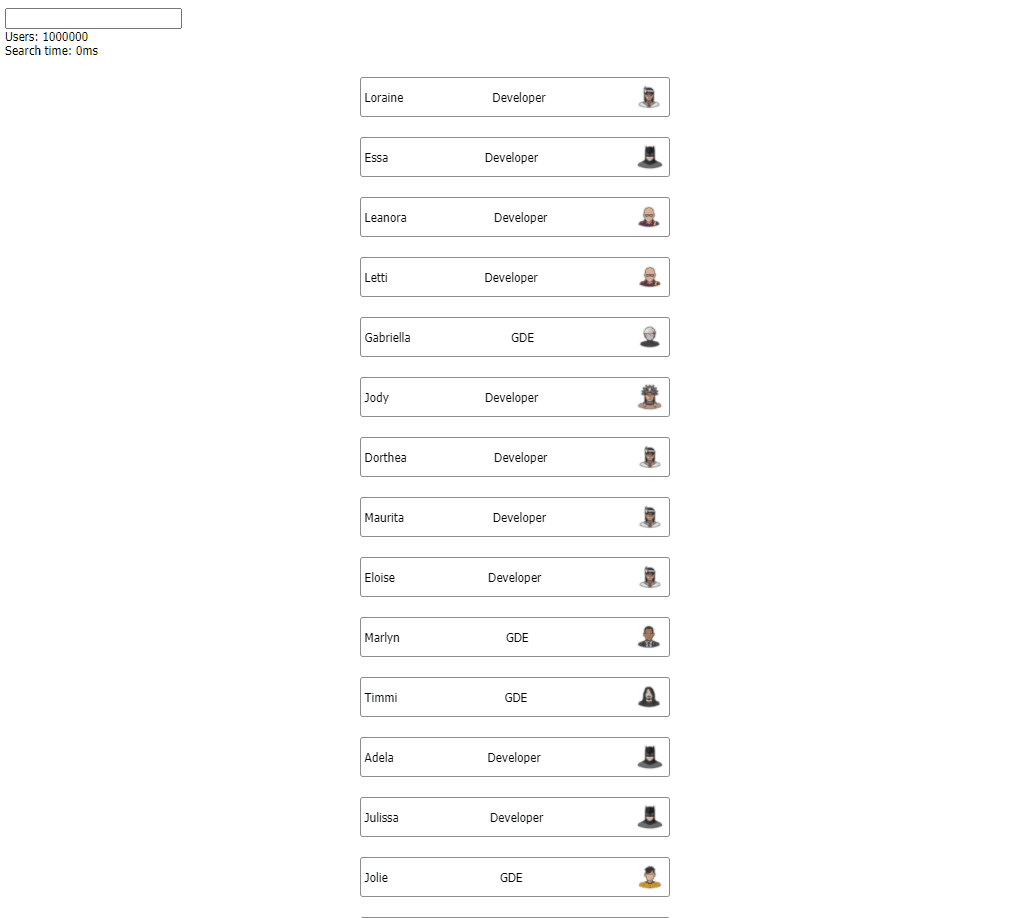 Users: 1000000
Search time: 0ms
Loraine Developer
Essa Developer
Leanora Developer
Letti Developer
Gabriella GDE
Jody Developer
Dorthea Developer
Maurita Developer
Eloise Developer
Marlyn GDE
Timmi GDE
Adela Developer
Julissa Developer
Jolie GDE